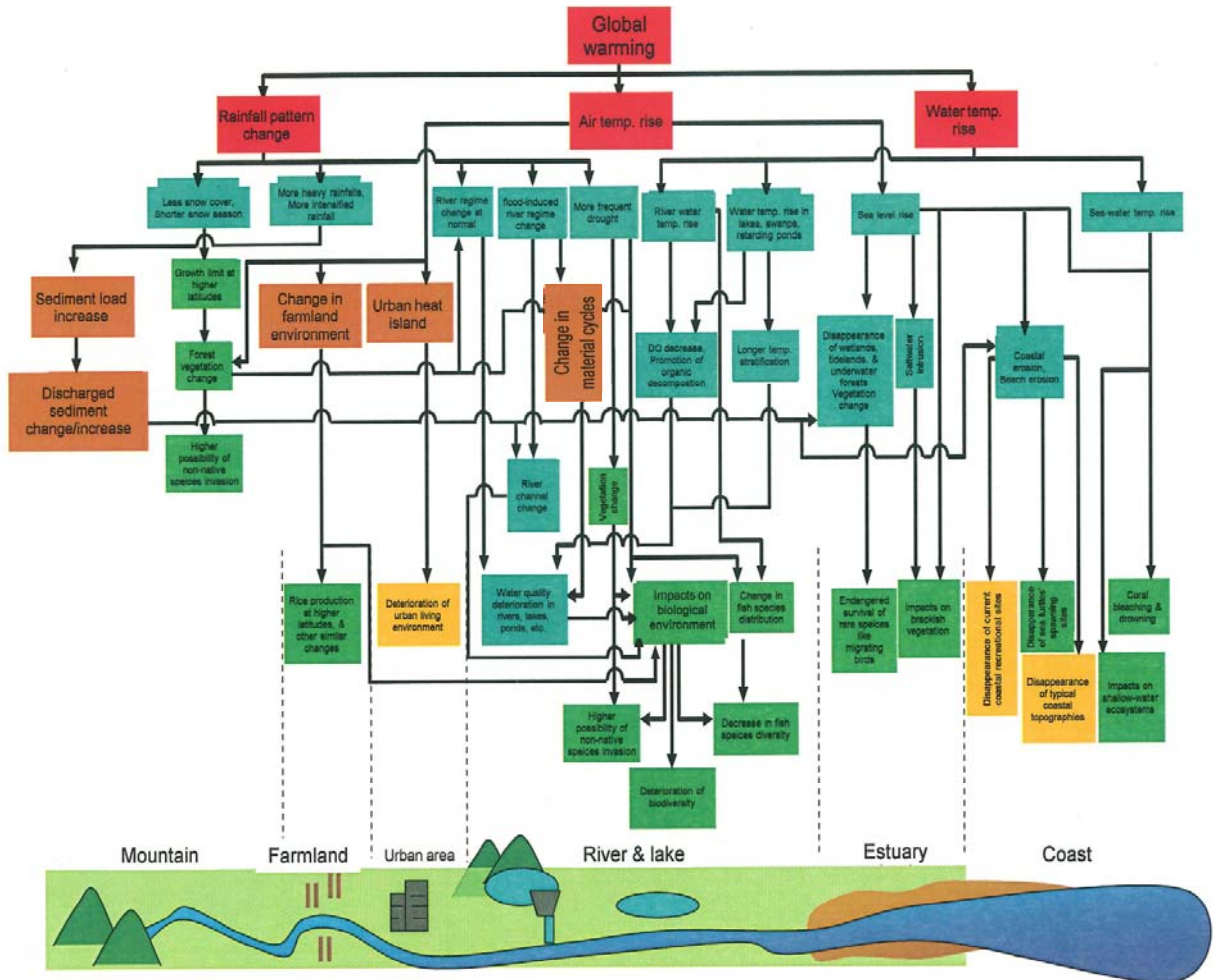 Global
warming
Rainfall pattern
change
Air temp. rise
Water temp.
rise
Less snow cover,
Shorter snow season
More heavy rainfalls,
More intensified
rainfall
River regime
change at
normal
flood-induced
river regime
change
More frequent
drought
River water
temp. rise
Water temp. rise in
lakes, swanps,
retarding ponds
Sea level rise
Sea-water temp. rise
Sediment load
increase
Growth limit at
higher
latitudes
Change in
farmland
environment
Urban heat
island
Change in
material cycles
Forest
vegetation
change
DO decrease,
Promotion of
organic
decompostion
Longer temp.
stratification
Disappearance
of wetlands,
tidelands, &
underwater
forests
Vegetation
change
Saltwater
intrusion
Coastal
erosion,
Beach erosion
Discharged
sediment
change/increase
Higher
possibility of
non-native
speices invasion
River
channel
change
Vegetation
change
Rice production
at higher
latitudes, &
other similar
changes
Deterioration of
urban living
environment
Water quality
deterioration in
rivers, lakes,
ponds, etc.
Impacts on
biological
environment
Change in
fish species
distribution
Endangered
survival of
rare speices
like
migrating
birds
Impacts on
brackish
vegetation
Disappearance of current
coastal recreational sites
Disapperance
of sea turtles'
spawning
sites
Coral
bleaching &
drowning
Disappearance
of typical
coastal
topographies
Impacts on
shallow-water
ecosystems
Higher
possibility of
non-native
speices invasion
Decrease in fish
speices diversity
Deterioration of
biodiversity
Mountain
Farmland
Urban area
River & lake
Estuary
Coast